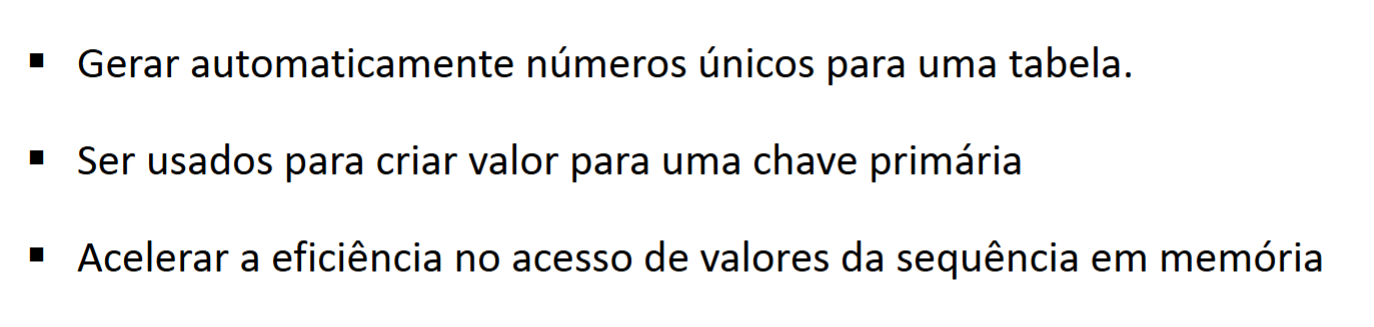 ▪ Gerar automaticamente números únicos para uma tabela.
▪ Ser usados para criar valor para uma chave primária
▪ Acelerar a eficiência no acesso de valores da sequência em memória